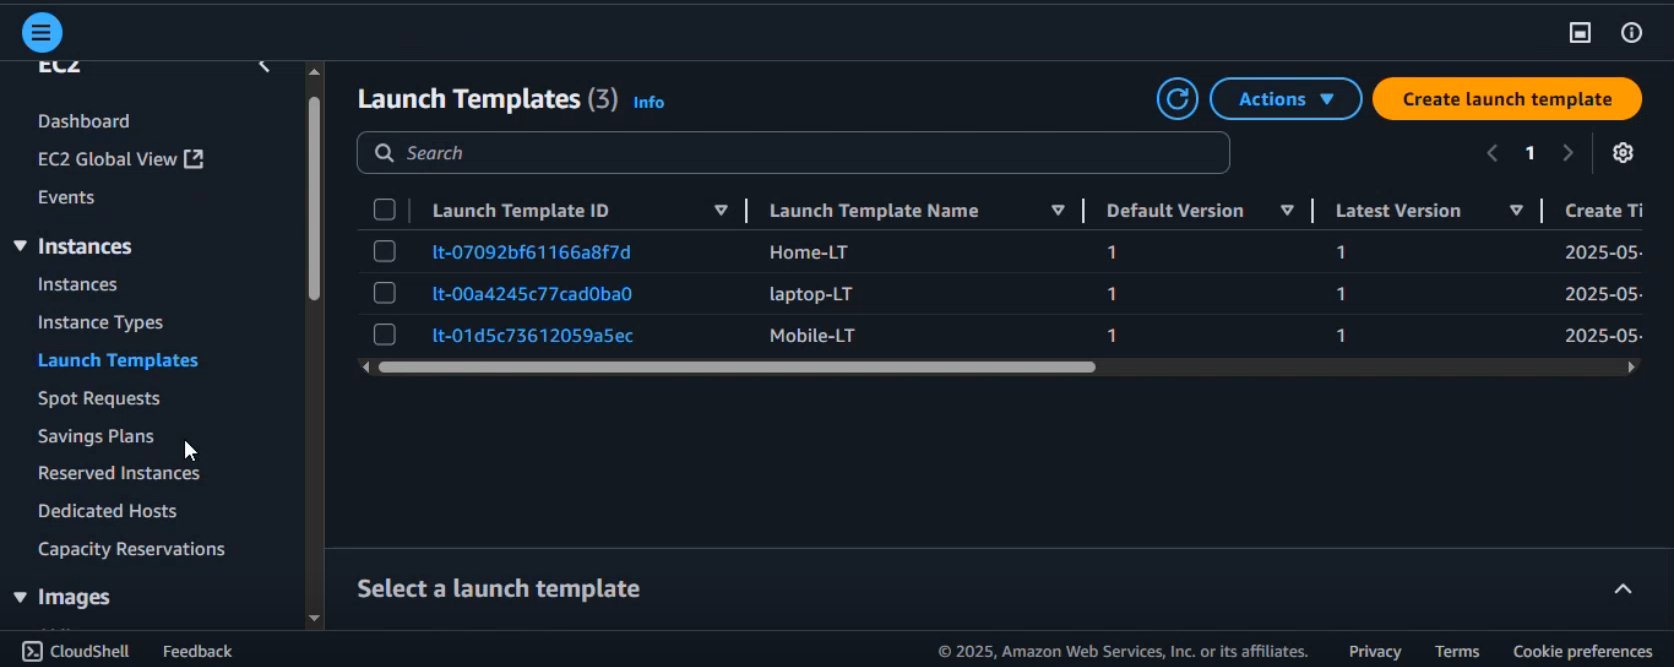 EC2
Dashboard
EC2 Global View
Events
Instances
Instances
Instance Types
Launch Templates
Spot Requests
Savings Plans
Reserved Instances
Dedicated Hosts
Capacity Reservations
Images
Launch Templates (3) Info
Actions
Create launch template
Search
1
Launch Template ID Launch Template Name Default Version Latest Version Create Ti
lt-07092bf61166a8f7d Home-LT 1 1 2025-05-
lt-00a4245c77cad0ba0 laptop-LT 1 1 2025-05-
lt-01d5c73612059a5ec Mobile-LT 1 1 2025-05-
Select a launch template
CloudShell Feedback © 2025, Amazon Web Services, Inc. or its affiliates. Privacy Terms Cookie preferences